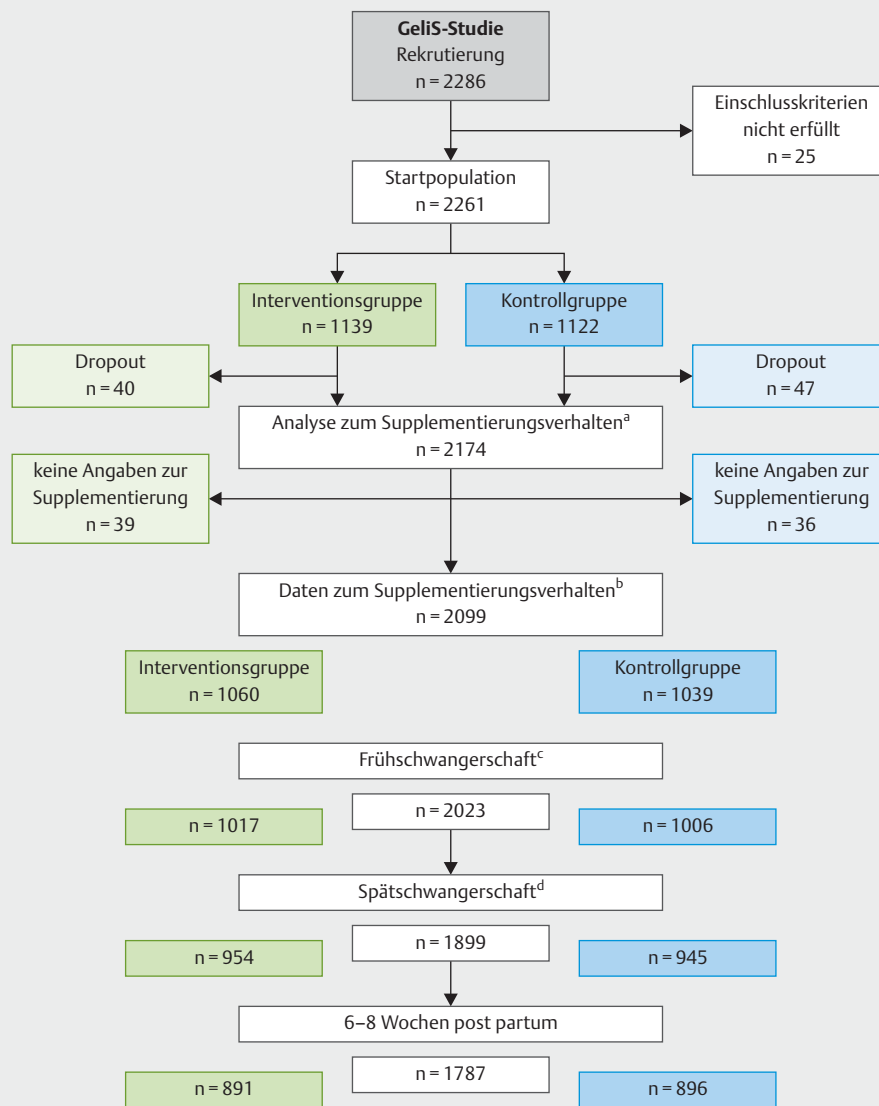 GeliS-Studie
Rekrutierung
n = 2286
Einschlusskriterien
nicht erfüllt
n = 25
Startpopulation
n = 2261
Interventionsgruppe
n = 1139
Kontrollgruppe
n = 1122
Dropout
n = 40
Dropout
n = 47
Analyse zum Supplementierungsverhaltenᵃ
n = 2174
keine Angaben zur
Supplementierung
n = 39
keine Angaben zur
Supplementierung
n = 36
Daten zum Supplementierungsverhaltenᵇ
n = 2099
Interventionsgruppe
n = 1060
Kontrollgruppe
n = 1039
Frühschwangerschaftᶜ
n = 1017
n = 2023
n = 1006
Spätschwangerschaftᵈ
n = 954
n = 1899
n = 945
6–8 Wochen post partum
n = 891
n = 1787
n = 896